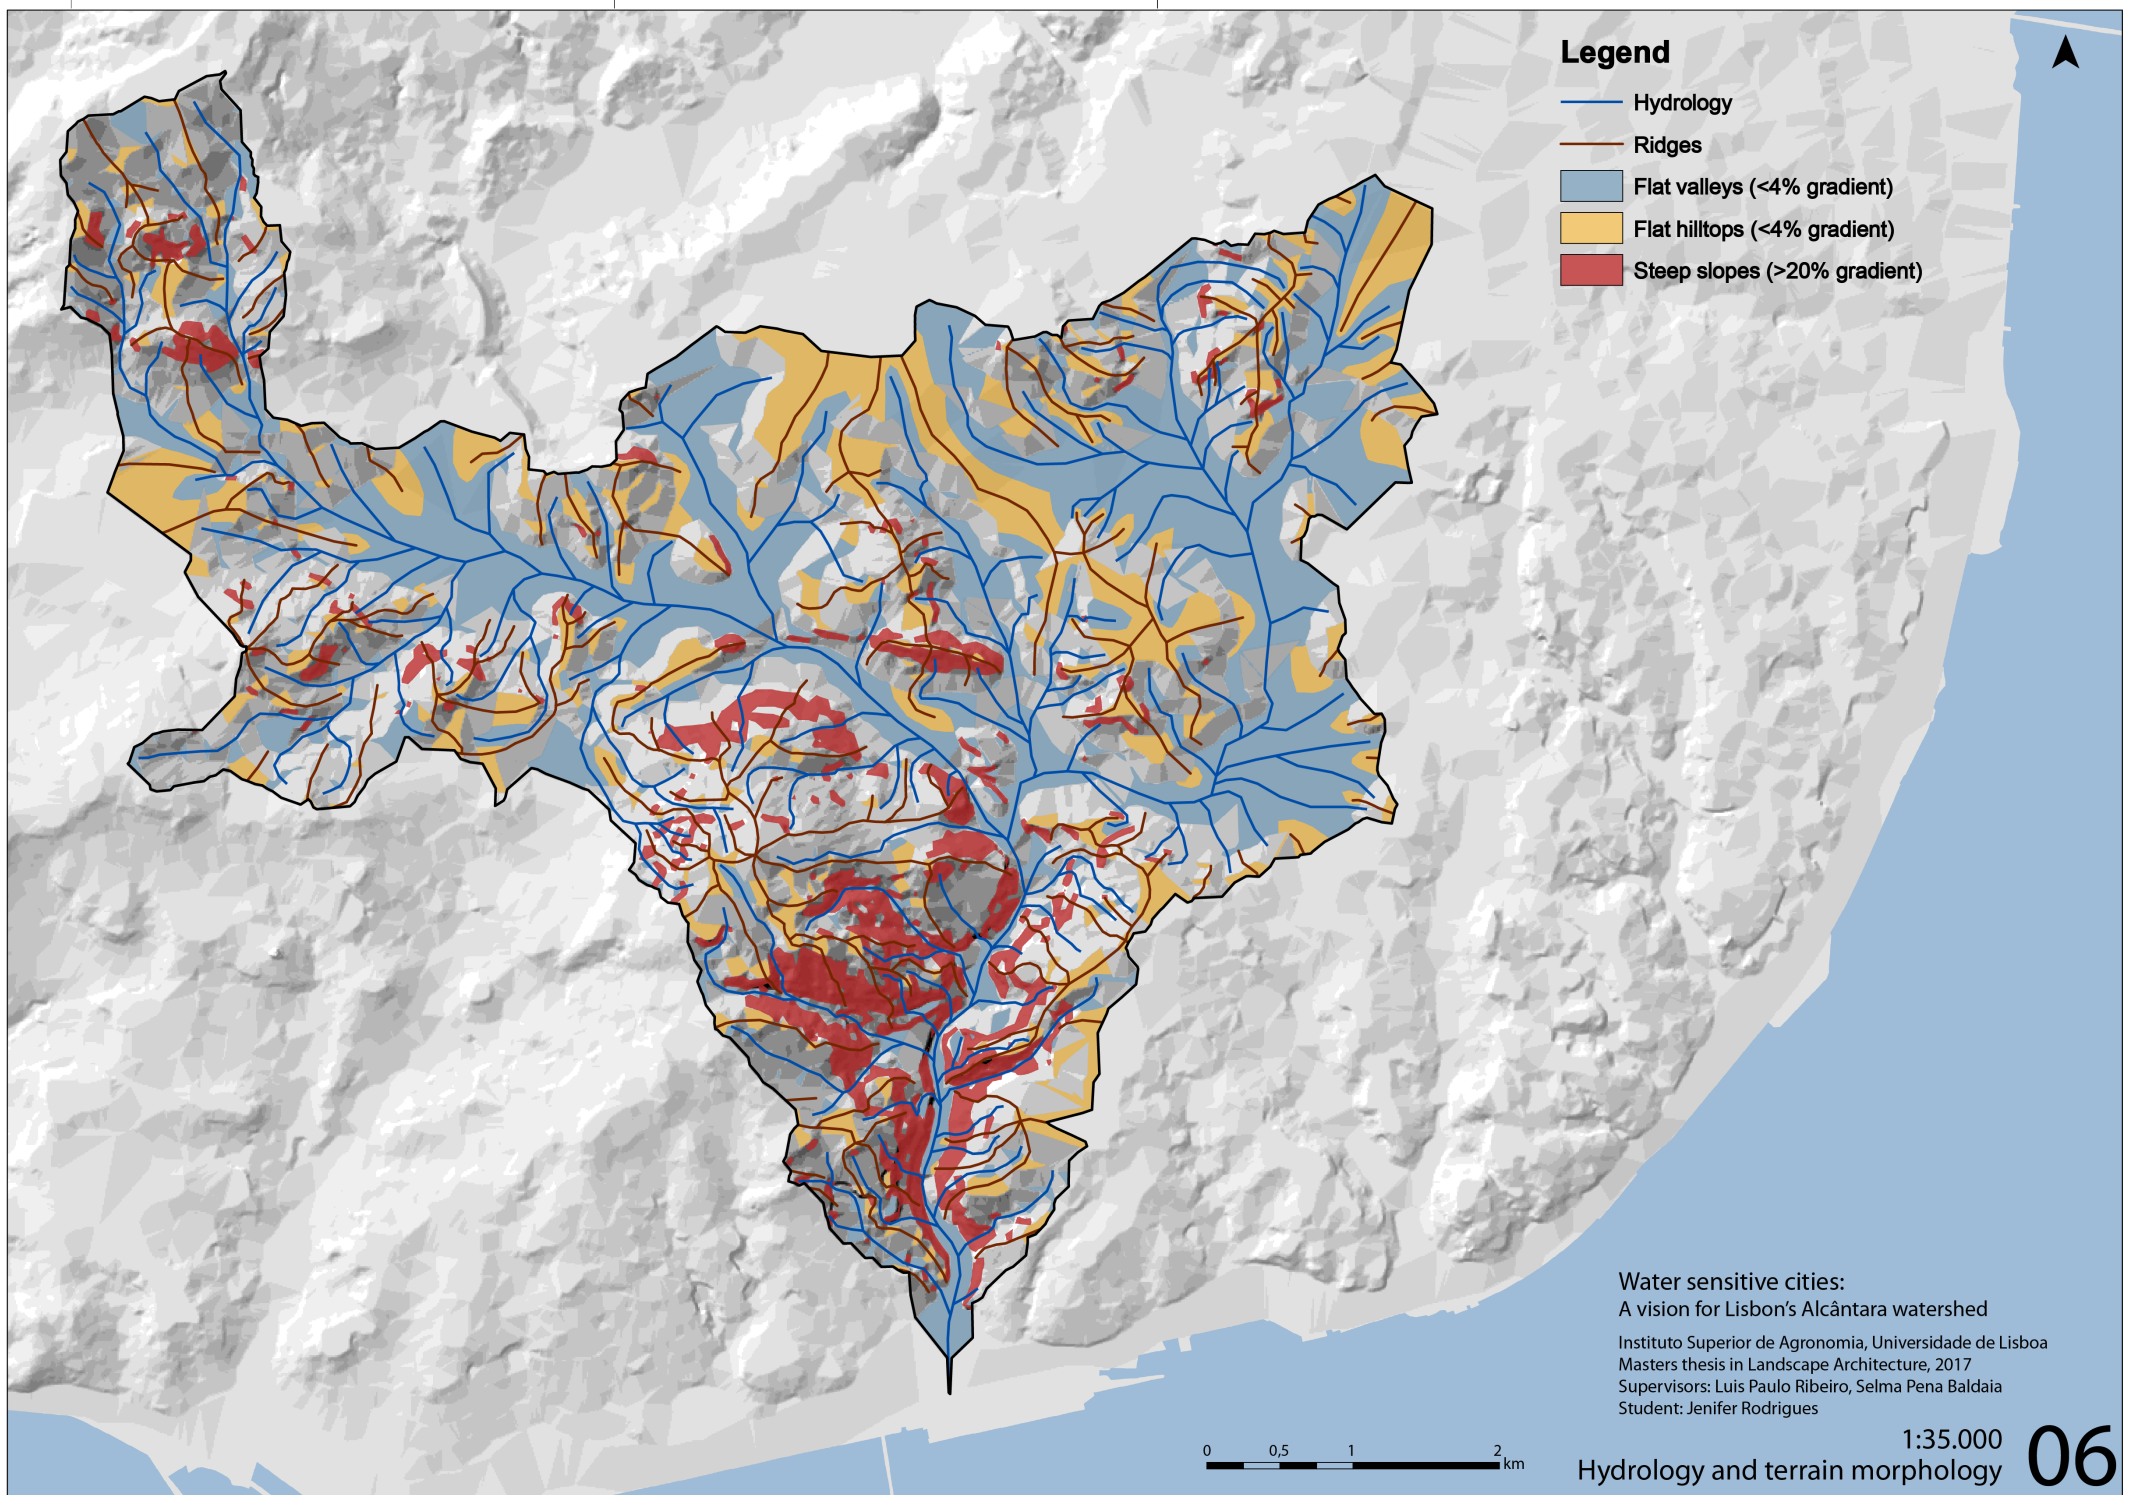 Legend
Hydrology
Ridges
Flat valleys (<4% gradient)
Flat hilltops (<4% gradient)
Steep slopes (>20% gradient)
Water sensitive cities:
A vision for Lisbon's Alcântara watershed
Instituto Superior de Agronomia, Universidade de Lisboa
Masters thesis in Landscape Architecture, 2017
Supervisors: Luis Paulo Ribeiro, Selma Pena Baldaia
Student: Jenifer Rodrigues
0 0,5 1 2
km
1:35.000
Hydrology and terrain morphology
06